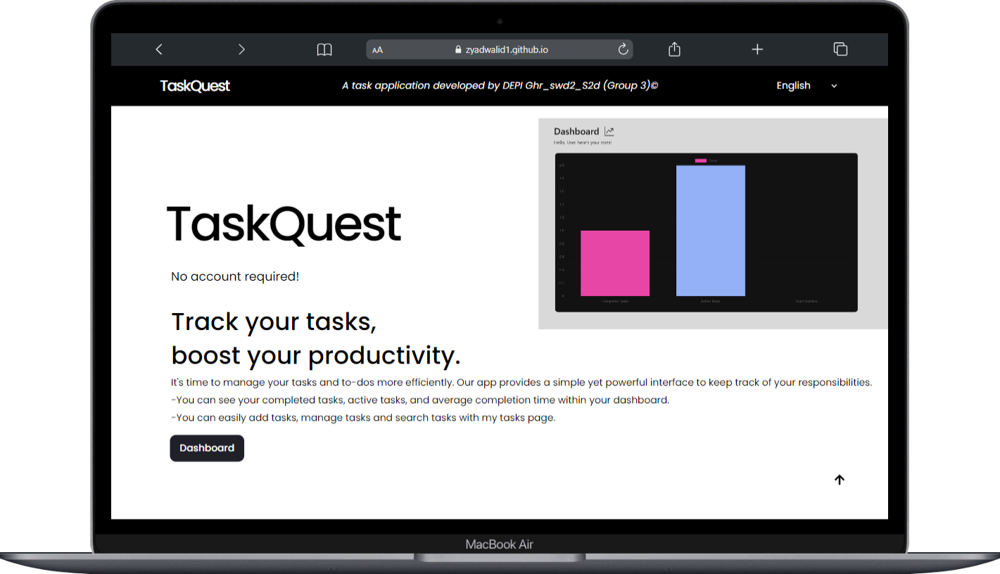 AA
zyadwalid1.github.io
TaskQuest
A task application developed by DEPI Ghr_swd2_S2d (Group 3)©
English
Dashboard
Hello, User here's your stats!
2.0
1.8
1.6
1.4
1.2
1.0
0.8
0.6
0.4
0.2
0
Completed Tasks
Active Tasks
TaskQuest
No account required!
Track your tasks,
boost your productivity.
It's time to manage your tasks and to-dos more efficiently. Our app provides a simple yet powerful interface to keep track of your responsibilities.
-You can see your completed tasks, active tasks, and average completion time within your dashboard.
-You can easily add tasks, manage tasks and search tasks with my tasks page.
Dashboard
MacBook Air